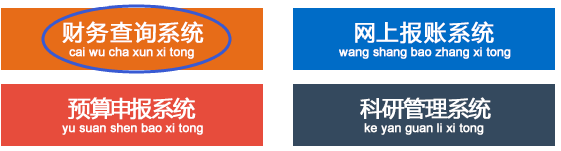 财务查询系统
cai wu cha xun xi tong
网上报账系统
wang shang bao zhang xi tong
预算申报系统
yu suan shen bao xi tong
科研管理系统
ke yan guan li xi tong